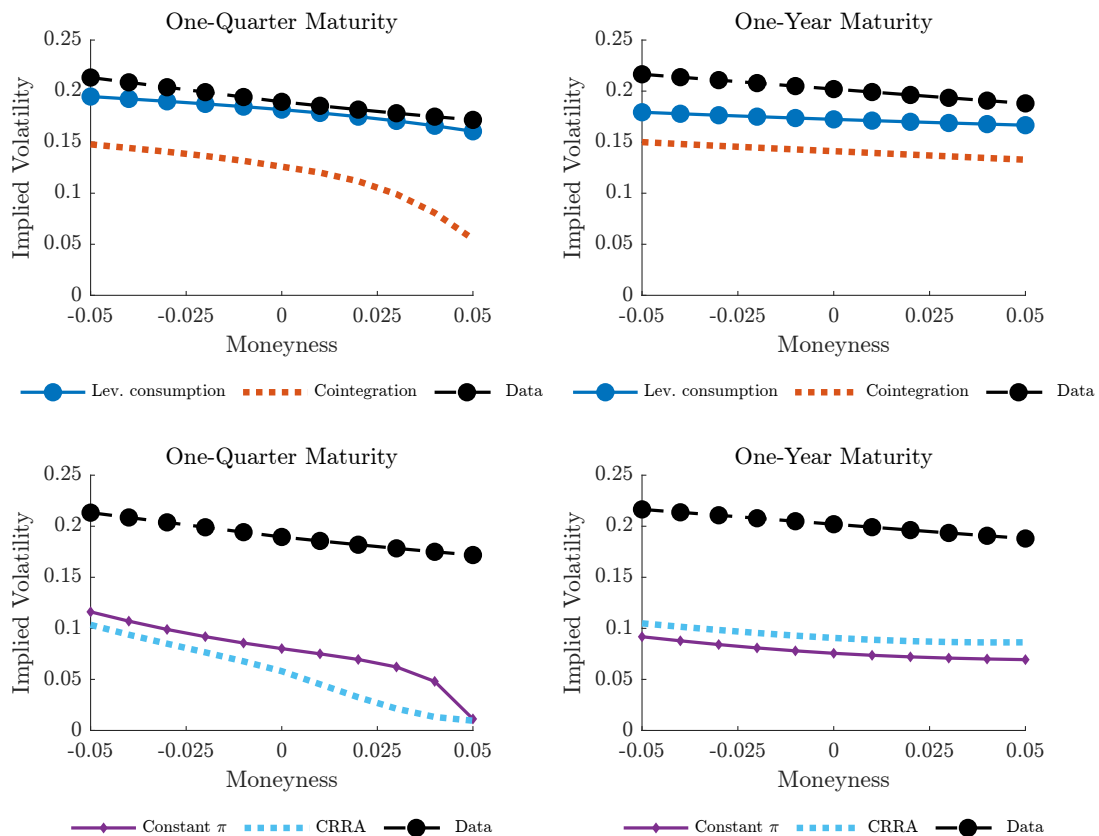 One-Quarter Maturity
0.25
0.2
0.15
0.1
0.05
0
Implied Volatility
-0.05 -0.025 0 0.025 0.05
Moneyness
Lev. consumption Cointegration Data
One-Year Maturity
0.25
0.2
0.15
0.1
0.05
0
Implied Volatility
-0.05 -0.025 0 0.025 0.05
Moneyness
Lev. consumption Cointegration Data
One-Quarter Maturity
0.25
0.2
0.15
0.1
0.05
0
Implied Volatility
-0.05 -0.025 0 0.025 0.05
Moneyness
Constant π CRRA Data
One-Year Maturity
0.25
0.2
0.15
0.1
0.05
0
Implied Volatility
-0.05 -0.025 0 0.025 0.05
Moneyness
Constant π CRRA Data